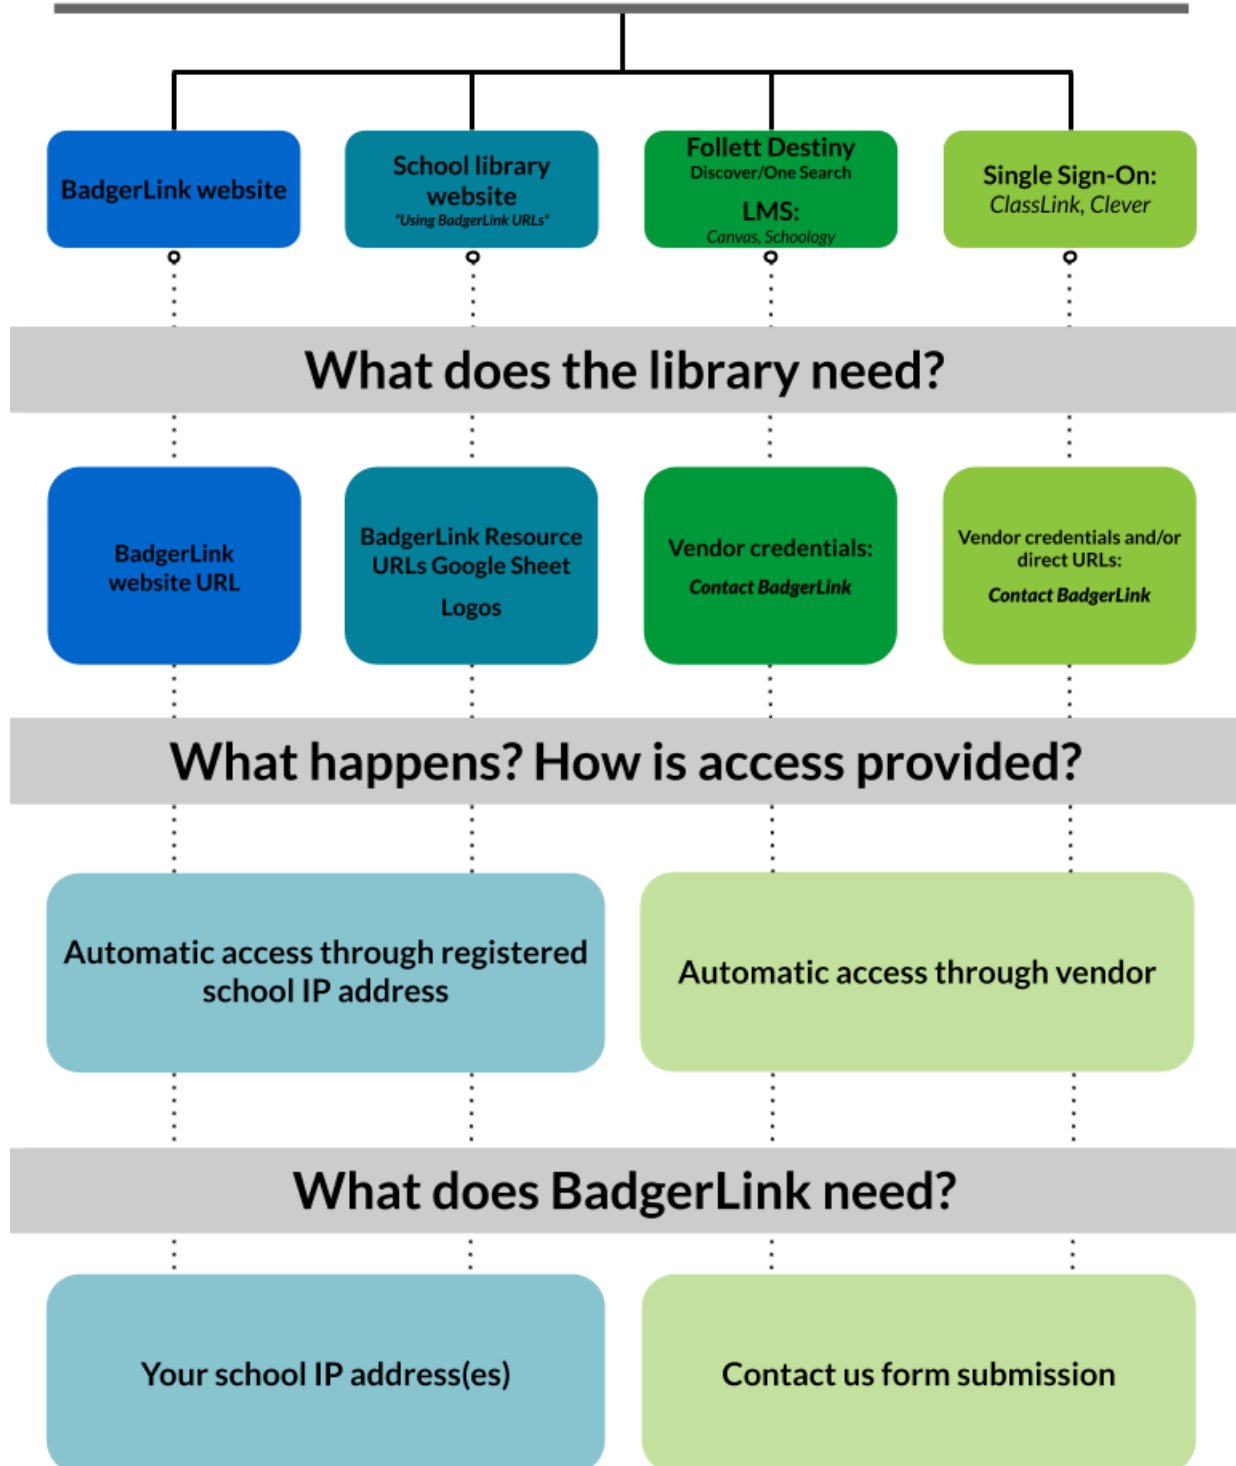 BadgerLink website
School library
website
*Using BadgerLink URLs*
Follett Destiny
Discover/One Search
LMS:
Canvas, Schoology
Single Sign-On:
ClassLink, Clever
What does the library need?
BadgerLink
website URL
BadgerLink Resource
URLs Google Sheet
Logos
Vendor credentials:
Contact BadgerLink
Vendor credentials and/or
direct URLs:
Contact BadgerLink
What happens? How is access provided?
Automatic access through registered
school IP address
Automatic access through vendor
What does BadgerLink need?
Your school IP address(es)
Contact us form submission